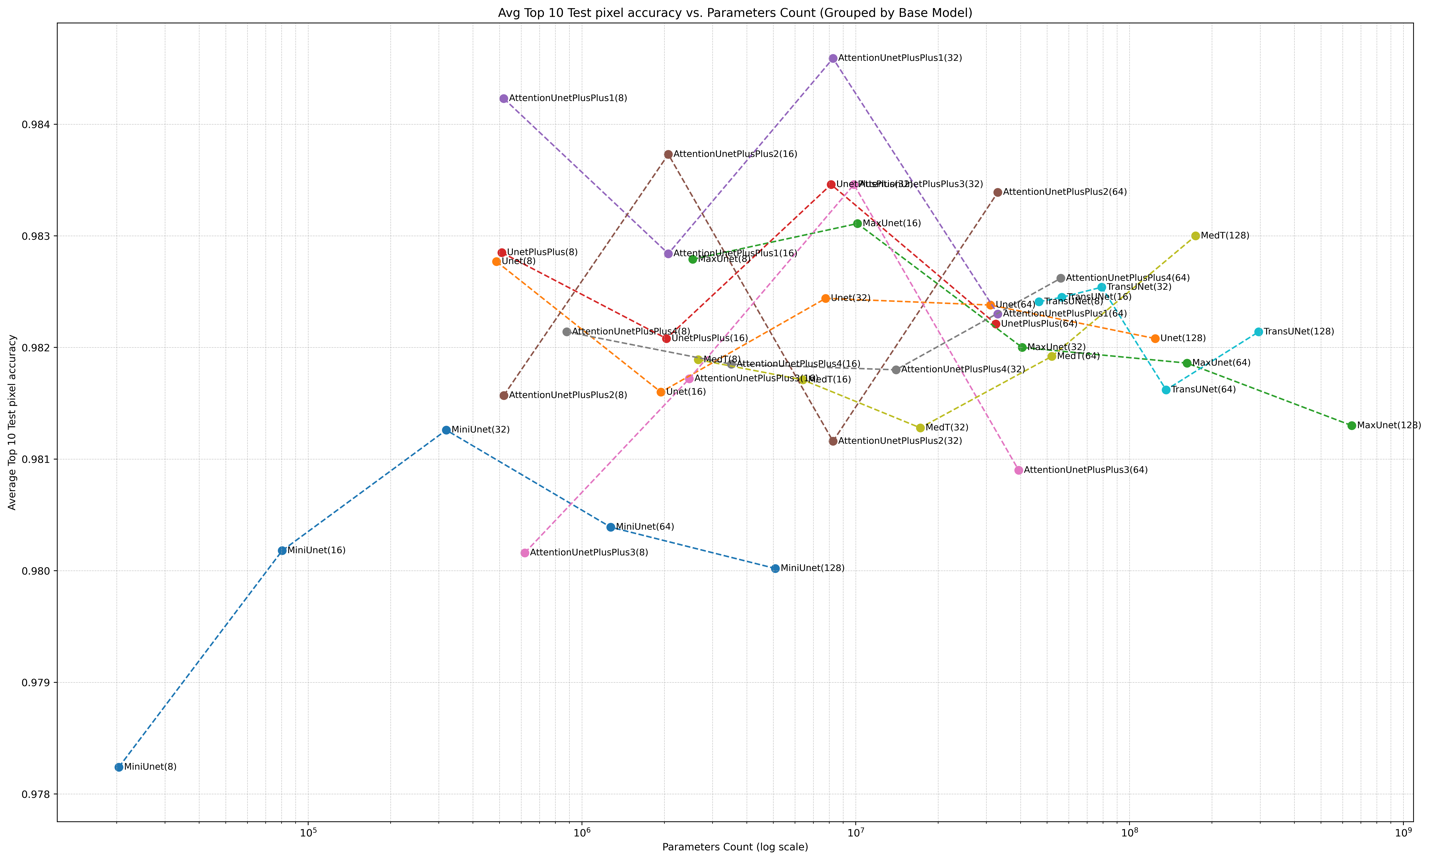 Avg Top 10 Test pixel accuracy vs. Parameters Count (Grouped by Base Model)
AttentionUnetPlusPlus1(32)
AttentionUnetPlusPlus1(8)
0.984
AttentionUnetPlusPlus2(16)
UnetPlusPlus(32)
AttentionUnetPlusPlus3(32)
AttentionUnetPlusPlus2(64)
MaxUnet(16)
0.983
MedT(128)
UnetPlusPlus(8)
AttentionUnetPlusPlus1(16)
MaxUnet(8)
Unet(8)
AttentionUnetPlusPlus4(64)
TransUNet(32)
TransUNet(16)
TransUNet(8)
Unet(32)
Unet(64)
AttentionUnetPlusPlus1(64)
UnetPlusPlus(64)
AttentionUnetPlusPlus4(8)
TransUNet(128)
UnetPlusPlus(16)
Unet(128)
0.982
MaxUnet(32)
MedT(64)
MedT(8)
AttentionUnetPlusPlus4(16)
MaxUnet(64)
AttentionUnetPlusPlus4(32)
AttentionUnetPlusPlus3(16)
MedT(16)
Unet(16)
TransUNet(64)
AttentionUnetPlusPlus2(8)
MiniUnet(32)
MedT(32)
MaxUnet(128)
AttentionUnetPlusPlus2(32)
0.981
AttentionUnetPlusPlus3(64)
MiniUnet(64)
MiniUnet(16)
AttentionUnetPlusPlus3(8)
0.980
MiniUnet(128)
0.979
MiniUnet(8)
0.978
Average Top 10 Test pixel accuracy
10⁵ 10⁶ 10⁷ 10⁸ 10⁹
Parameters Count (log scale)